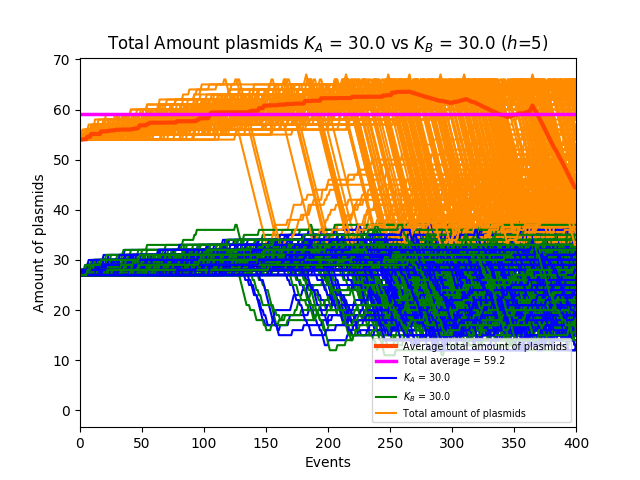 Total Amount plasmids K_A = 30.0 vs K_B = 30.0 (h=5)
70
60
50
40
30
20
10
0
Amount of plasmids
0 50 100 150 200 250 300 350 400
Events
Average total amount of plasmids
Total average = 59.2
K_A = 30.0
K_B = 30.0
Total amount of plasmids